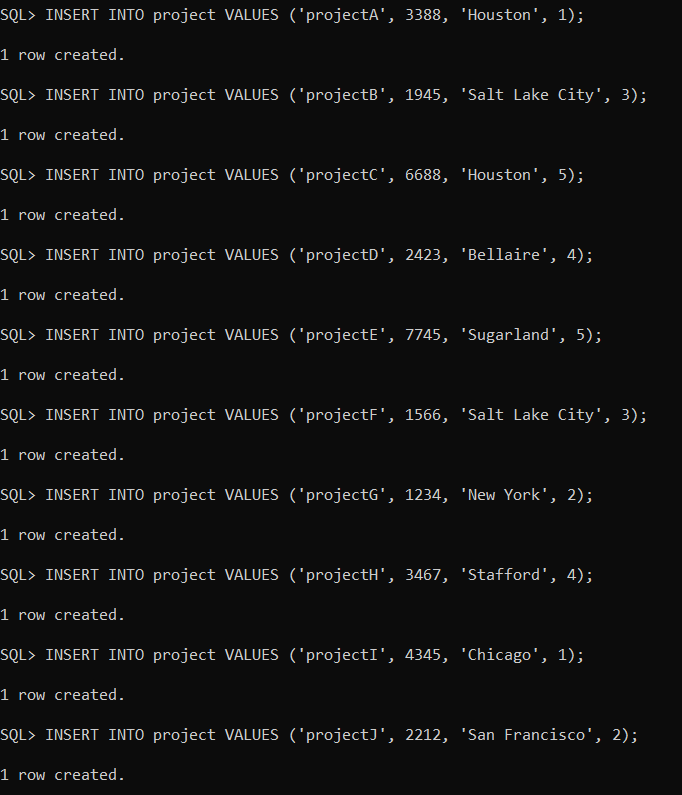 SQL> INSERT INTO project VALUES ('projectA', 3388, 'Houston', 1);
1 row created.
SQL> INSERT INTO project VALUES ('projectB', 1945, 'Salt Lake City', 3);
1 row created.
SQL> INSERT INTO project VALUES ('projectC', 6688, 'Houston', 5);
1 row created.
SQL> INSERT INTO project VALUES ('projectD', 2423, 'Bellaire', 4);
1 row created.
SQL> INSERT INTO project VALUES ('projectE', 7745, 'Sugarland', 5);
1 row created.
SQL> INSERT INTO project VALUES ('projectF', 1566, 'Salt Lake City', 3);
1 row created.
SQL> INSERT INTO project VALUES ('projectG', 1234, 'New York', 2);
1 row created.
SQL> INSERT INTO project VALUES ('projectH', 3467, 'Stafford', 4);
1 row created.
SQL> INSERT INTO project VALUES ('projectI', 4345, 'Chicago', 1);
1 row created.
SQL> INSERT INTO project VALUES ('projectJ', 2212, 'San Francisco', 2);
1 row created.